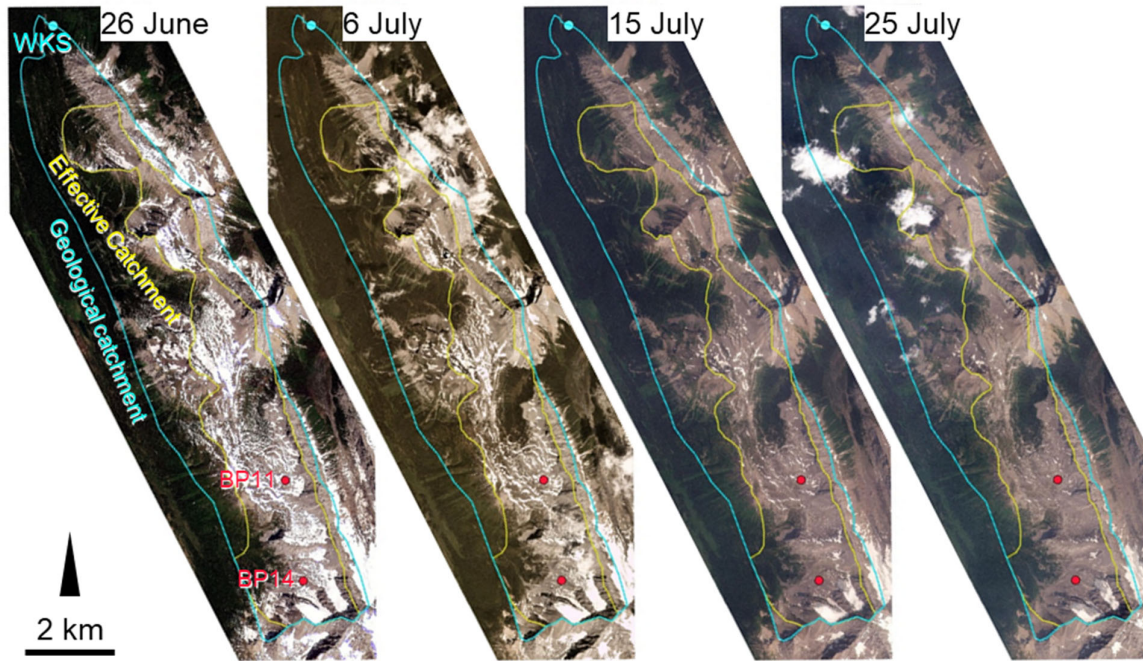 26 June
6 July
15 July
25 July
WKS
Effective Catchment
Geological catchment
BP11
BP14
2 km